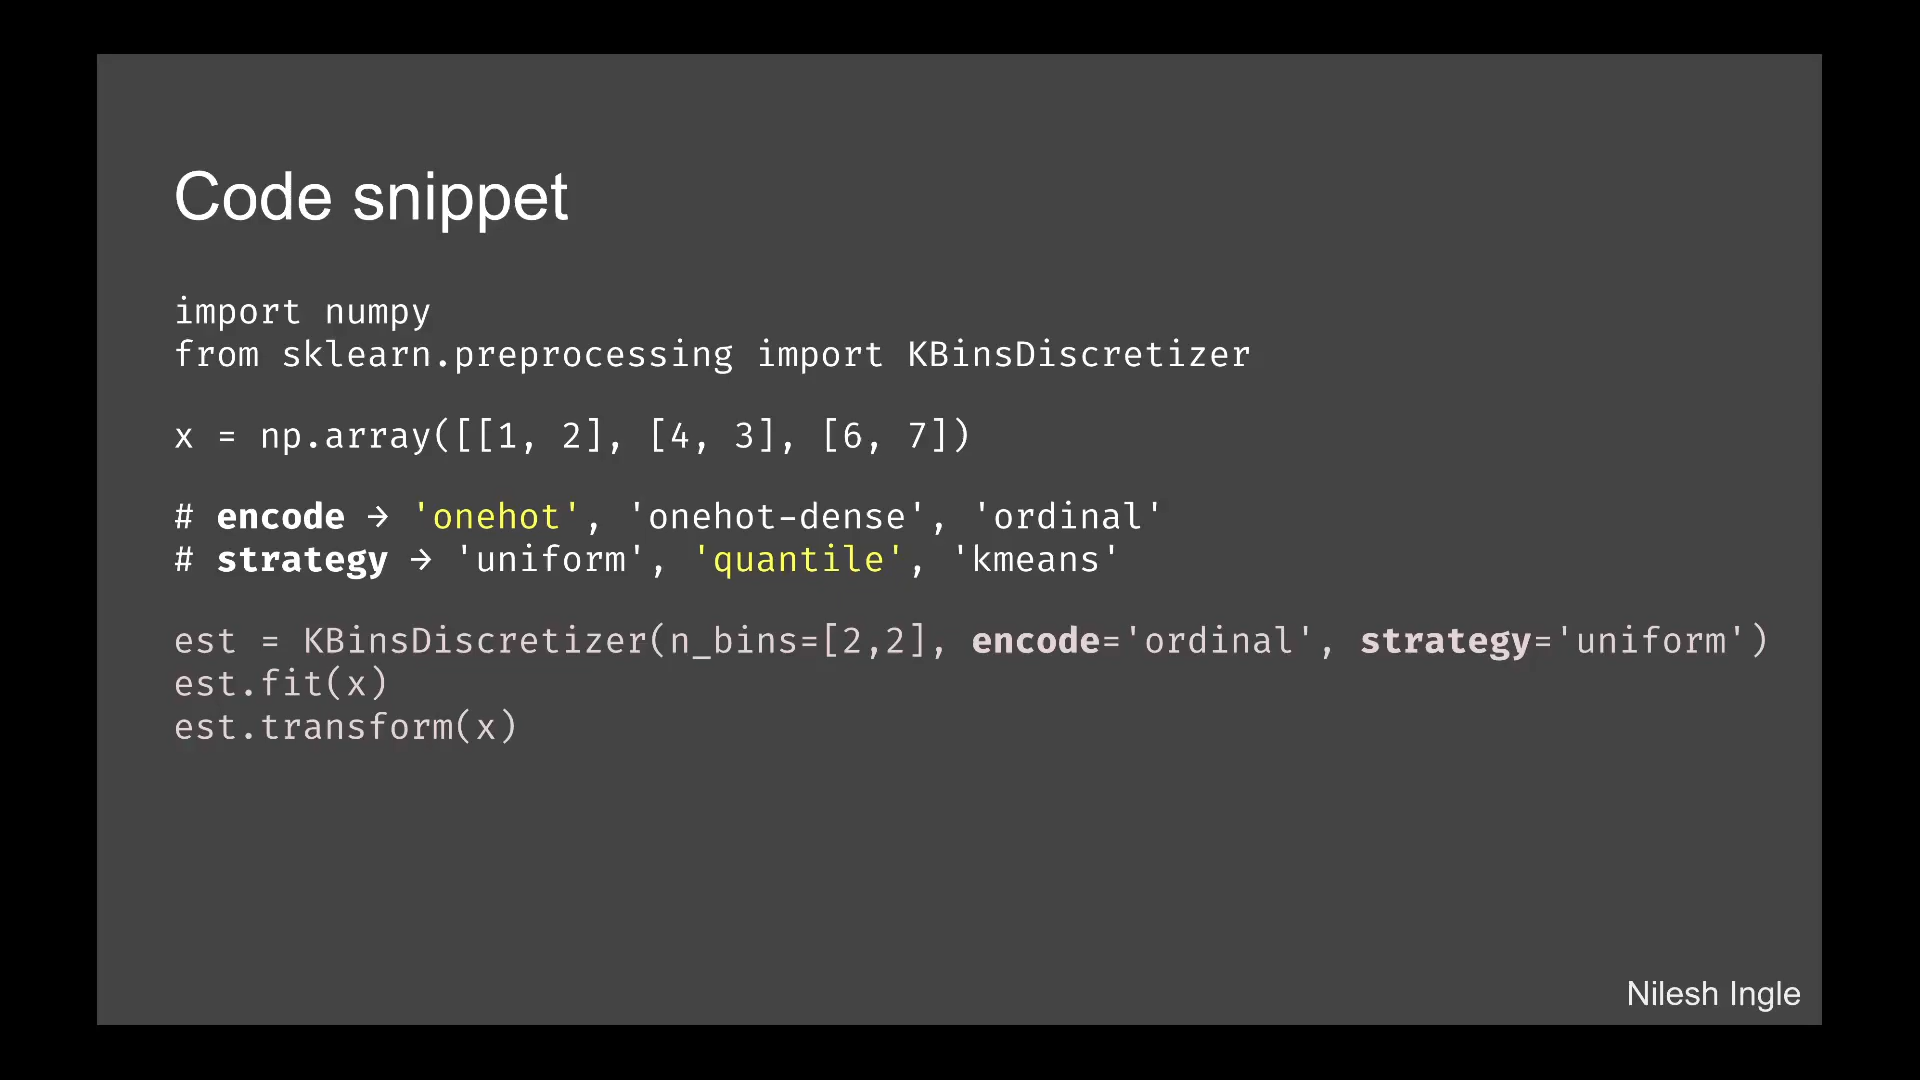 Code snippet
import numpy
from sklearn.preprocessing import KBinsDiscretizer
x = np.array([[1, 2], [4, 3], [6, 7]])
# encode → 'onehot', 'onehot-dense', 'ordinal'
# strategy → 'uniform', 'quantile', 'kmeans'
est = KBinsDiscretizer(n_bins=[2,2], encode='ordinal', strategy='uniform')
est.fit(x)
est.transform(x)
Nilesh Ingle